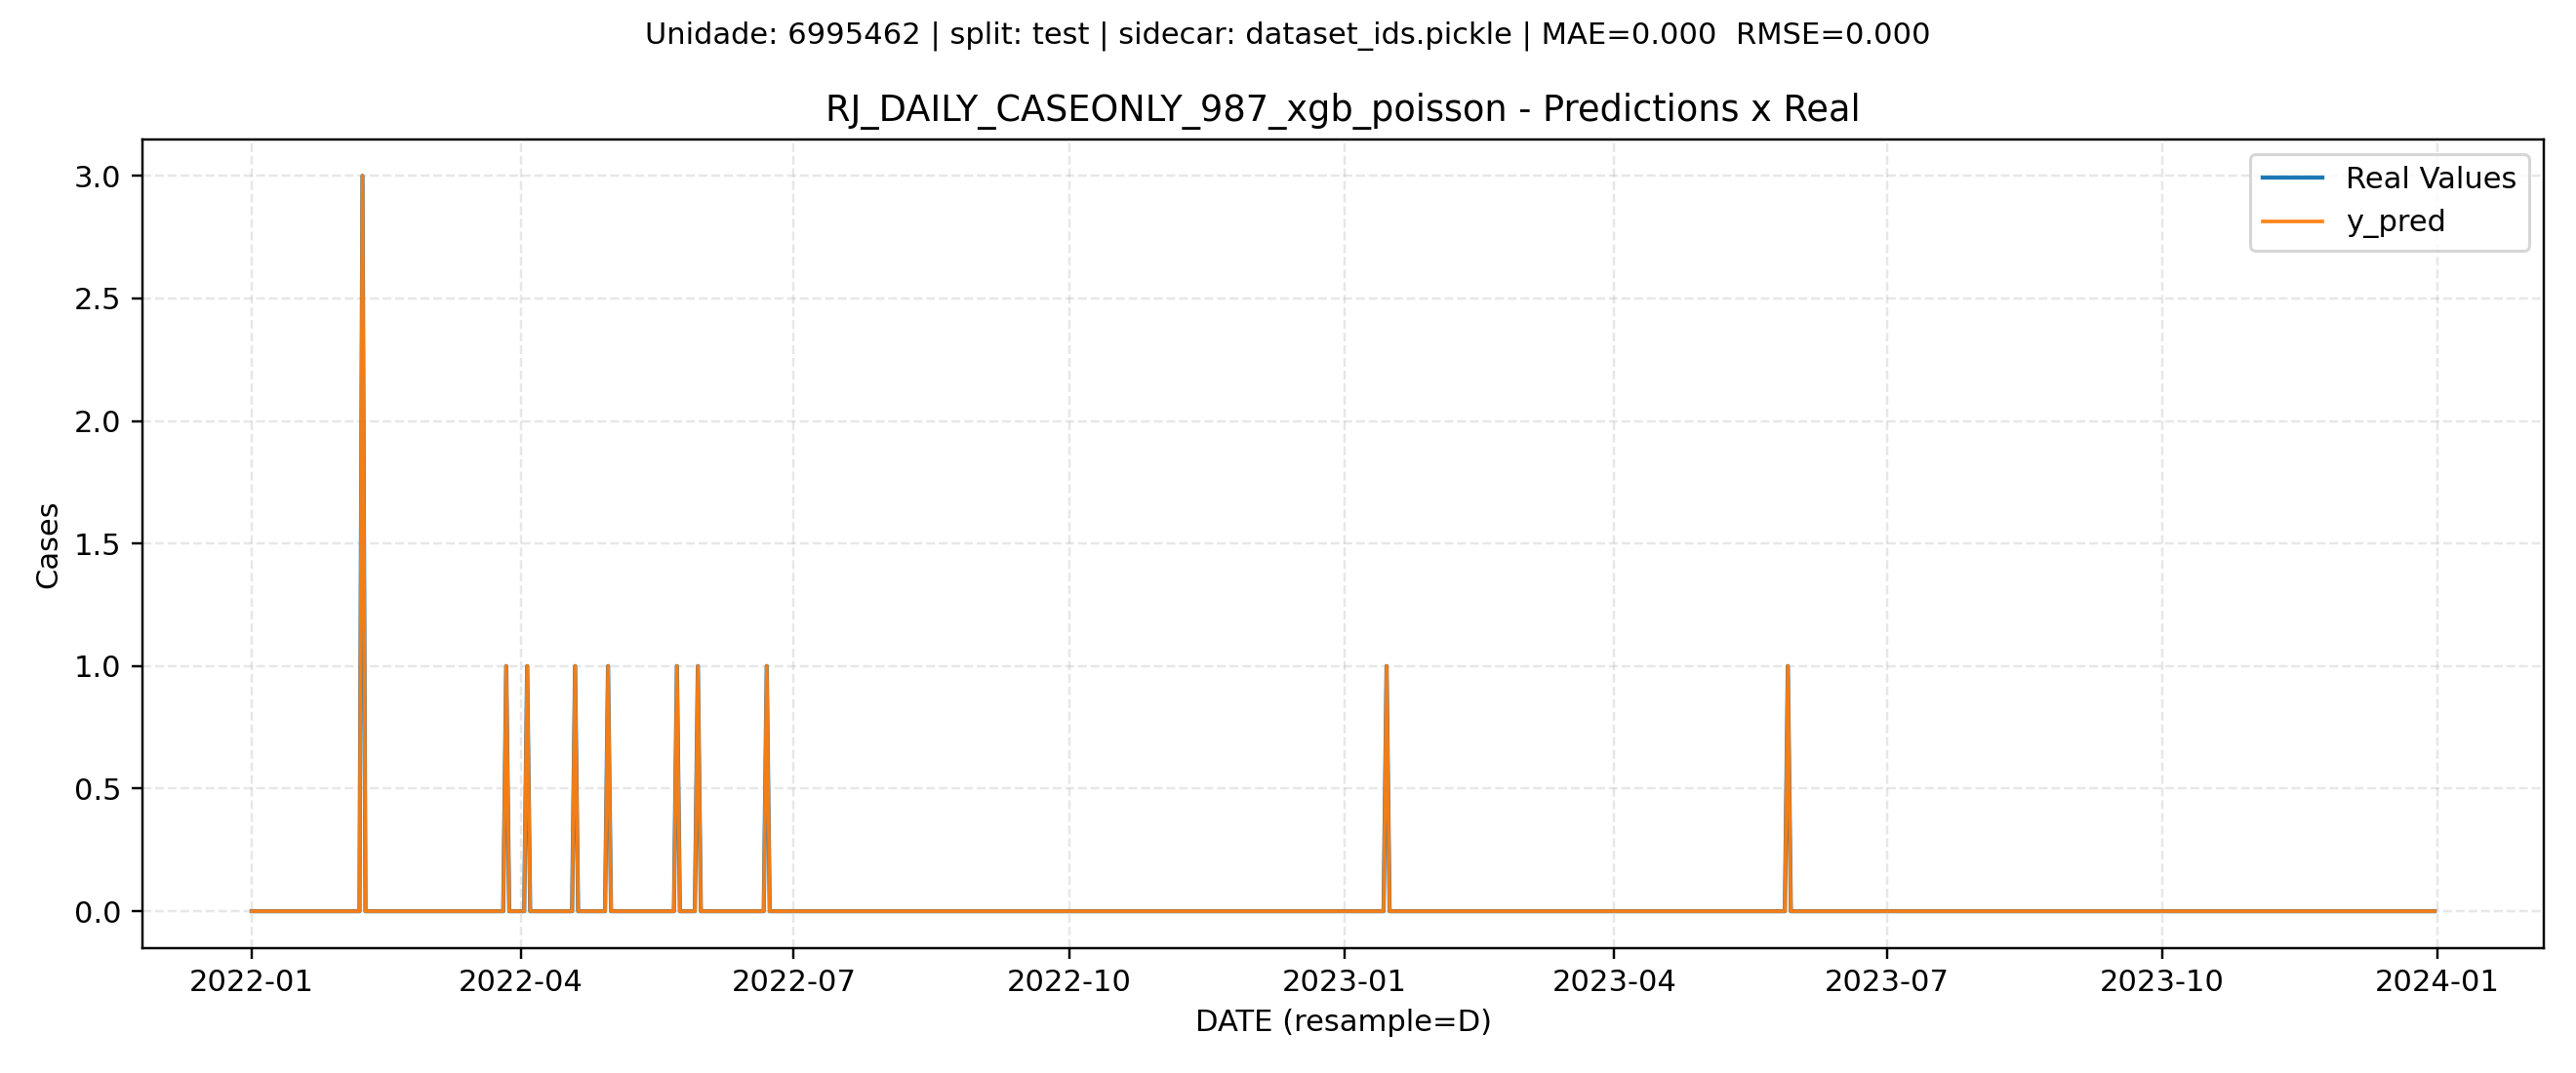 Unidade: 6995462 | split: test | sidecar: dataset_ids.pickle | MAE=0.000  RMSE=0.000
RJ_DAILY_CASEONLY_987_xgb_poisson - Predictions x Real
Real Values
y_pred
3.0
2.5
2.0
1.5
1.0
0.5
0.0
Cases
2022-01 2022-04 2022-07 2022-10 2023-01 2023-04 2023-07 2023-10 2024-01
DATE (resample=D)